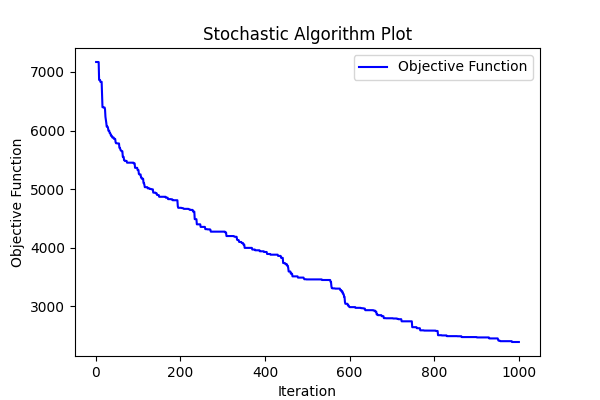 Stochastic Algorithm Plot
Objective Function
7000
6000
5000
4000
3000
Objective Function
0
200
400
600
800
1000
Iteration